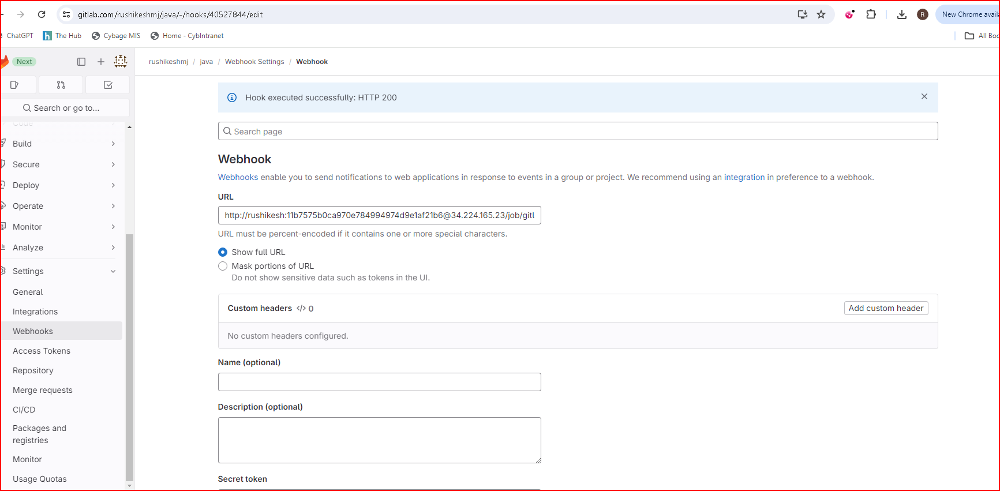 gitlab.com/rushikeshmj/java/-/hooks/40527844/edit
R
New Chrome availa
ChatGPT
The Hub
Cybage MIS
Home - CybIntranet
All Boo
Next
rushikeshmj / java / Webhook Settings / Webhook
Hook executed successfully: HTTP 200
Search or go to...
Code
Search page
Build
Secure
Deploy
Operate
Monitor
Analyze
Settings
General
Integrations
Webhooks
Access Tokens
Repository
Merge requests
CI/CD
Packages and
registries
Monitor
Usage Quotas
Webhook
Webhooks enable you to send notifications to web applications in response to events in a group or project. We recommend using an integration in preference to a webhook.
URL
http://rushikesh:11b7575b0ca970e784994974d9e1af21b6@34.224.165.23/job/gitl
URL must be percent-encoded if it contains one or more special characters.
Show full URL
Mask portions of URL
Do not show sensitive data such as tokens in the UI.
Custom headers </> 0
Add custom header
No custom headers configured.
Name (optional)
Description (optional)
Secret token